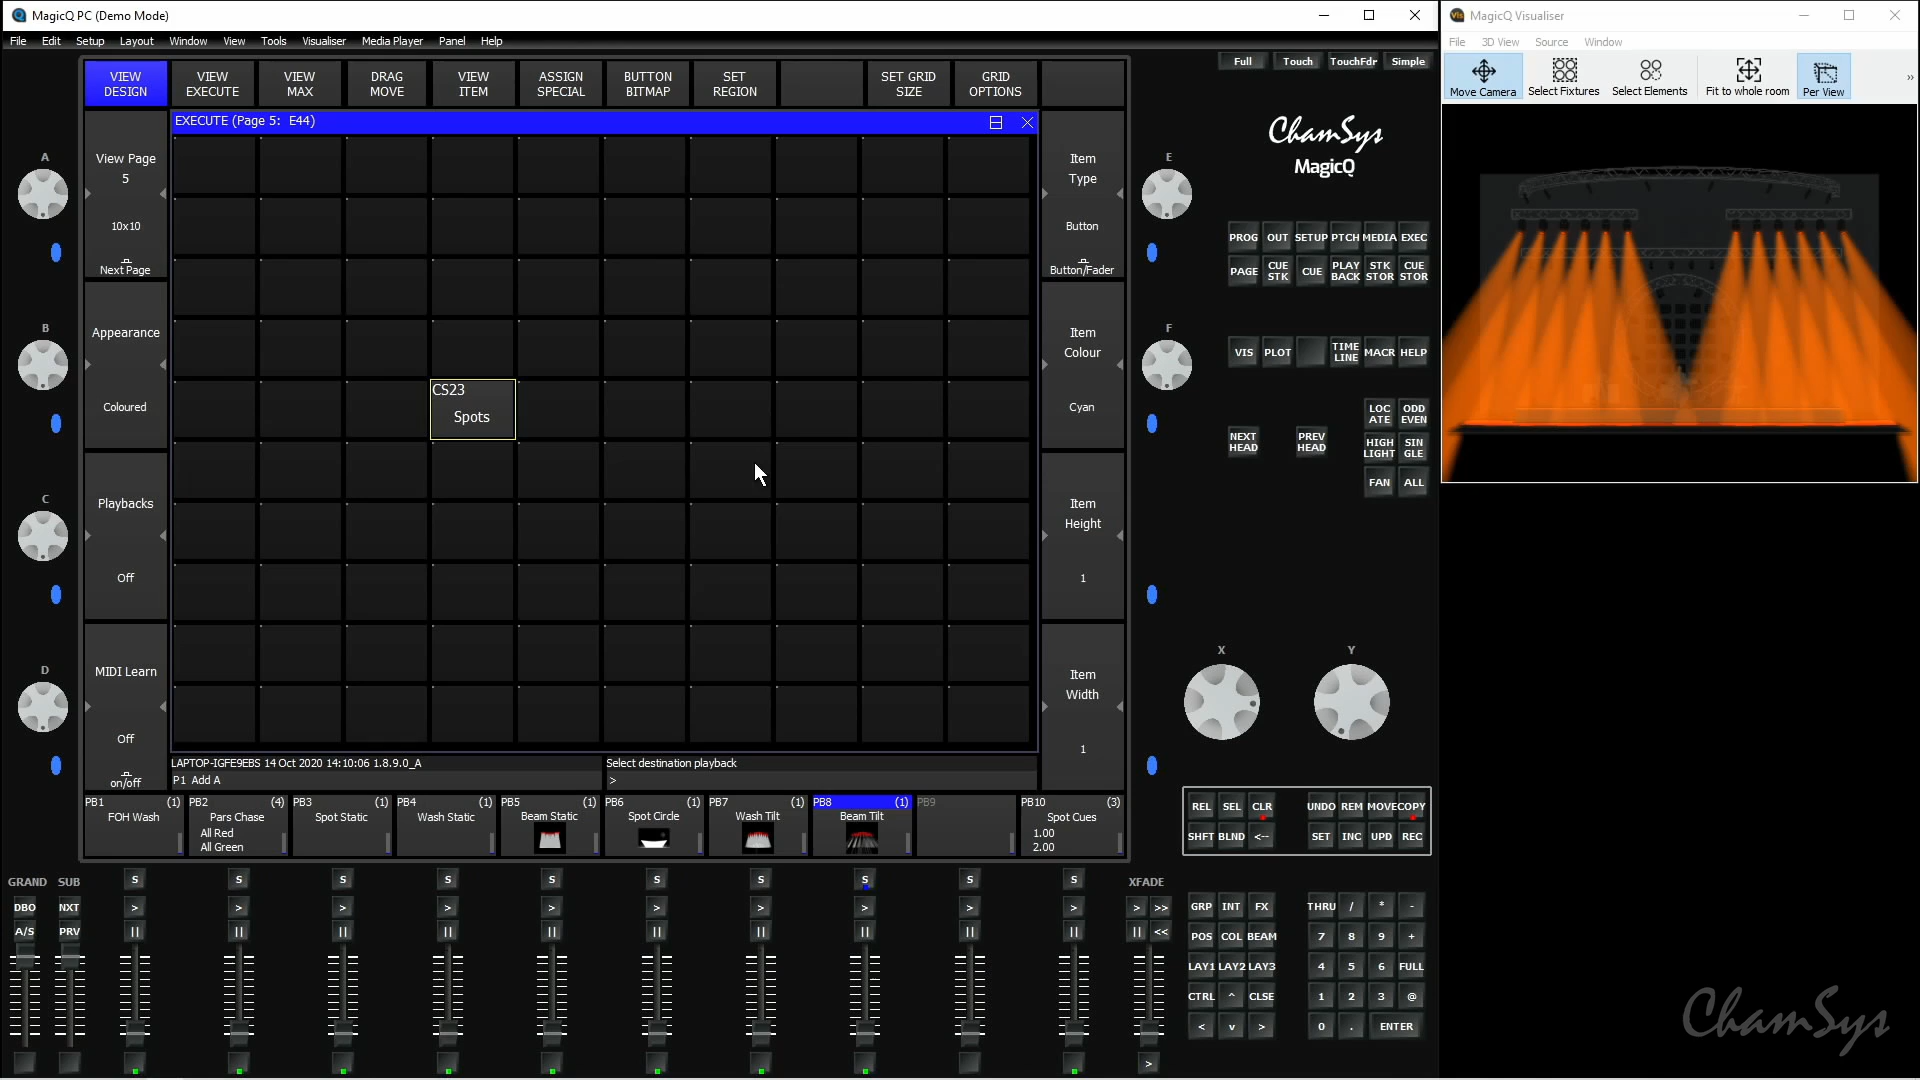 MagicQ PC (Demo Mode)
File Edit Setup Layout Window View Tools Visualiser Media Player Panel Help
VIEW DESIGN
VIEW EXECUTE
VIEW MAX
DRAG MOVE
VIEW ITEM
ASSIGN SPECIAL
BUTTON BITMAP
SET REGION
SET GRID SIZE
GRID OPTIONS
Full Touch TouchFdr Simple
EXECUTE (Page 5: E44)
A
View Page
5
10x10
Next Page
B
Appearance
Coloured
C
Playbacks
Off
D
MIDI Learn
Off
on/off
CS23
Spots
Item
Type
Button
Button/Fader
Item
Colour
Cyan
Item
Height
1
Item
Width
1
E
F
ChamSys
MagicQ
PROG OUT SETUP PTCH MEDIA EXEC
PAGE CUE STK CUE PLAY BACK STK STOR CUE STOR
VIS PLOT TIME LINE MACR HELP
LOC ATE ODD EVEN
NEXT HEAD PREV HEAD HIGH LIGHT SIN GLE
FAN ALL
X Y
LAPTOP-IGFE9EBS 14 Oct 2020 14:10:06 1.8.9.0_A
Select destination playback
P1 Add A
>
PB1 (1)
FOH Wash
PB2 (4)
Pars Chase
All Red
All Green
PB3 (1)
Spot Static
PB4 (1)
Wash Static
PB5 (1)
Beam Static
PB6 (1)
Spot Circle
PB7 (1)
Wash Tilt
PB8 (1)
Beam Tilt
PB9
PB10 (3)
Spot Cues
1.00
2.00
REL SEL CLR UNDO REM MOVE COPY
SHFT BLND <-- SET INC UPD REC
GRAND SUB S S S S S S S S S S XFADE
DBO NXT > > > > > > > > > > > >>
A/S PRV || || || || || || || || || || || <<
>
GRP INT FX THRU / * -
POS COL BEAM 7 8 9 +
LAY1 LAY2 LAY3 4 5 6 FULL
CTRL ^ CLSE 1 2 3 @
< v > 0 . ENTER
MagicQ Visualiser
File 3D View Source Window
Move Camera Select Fixtures Select Elements Fit to whole room Per View »
ChamSys